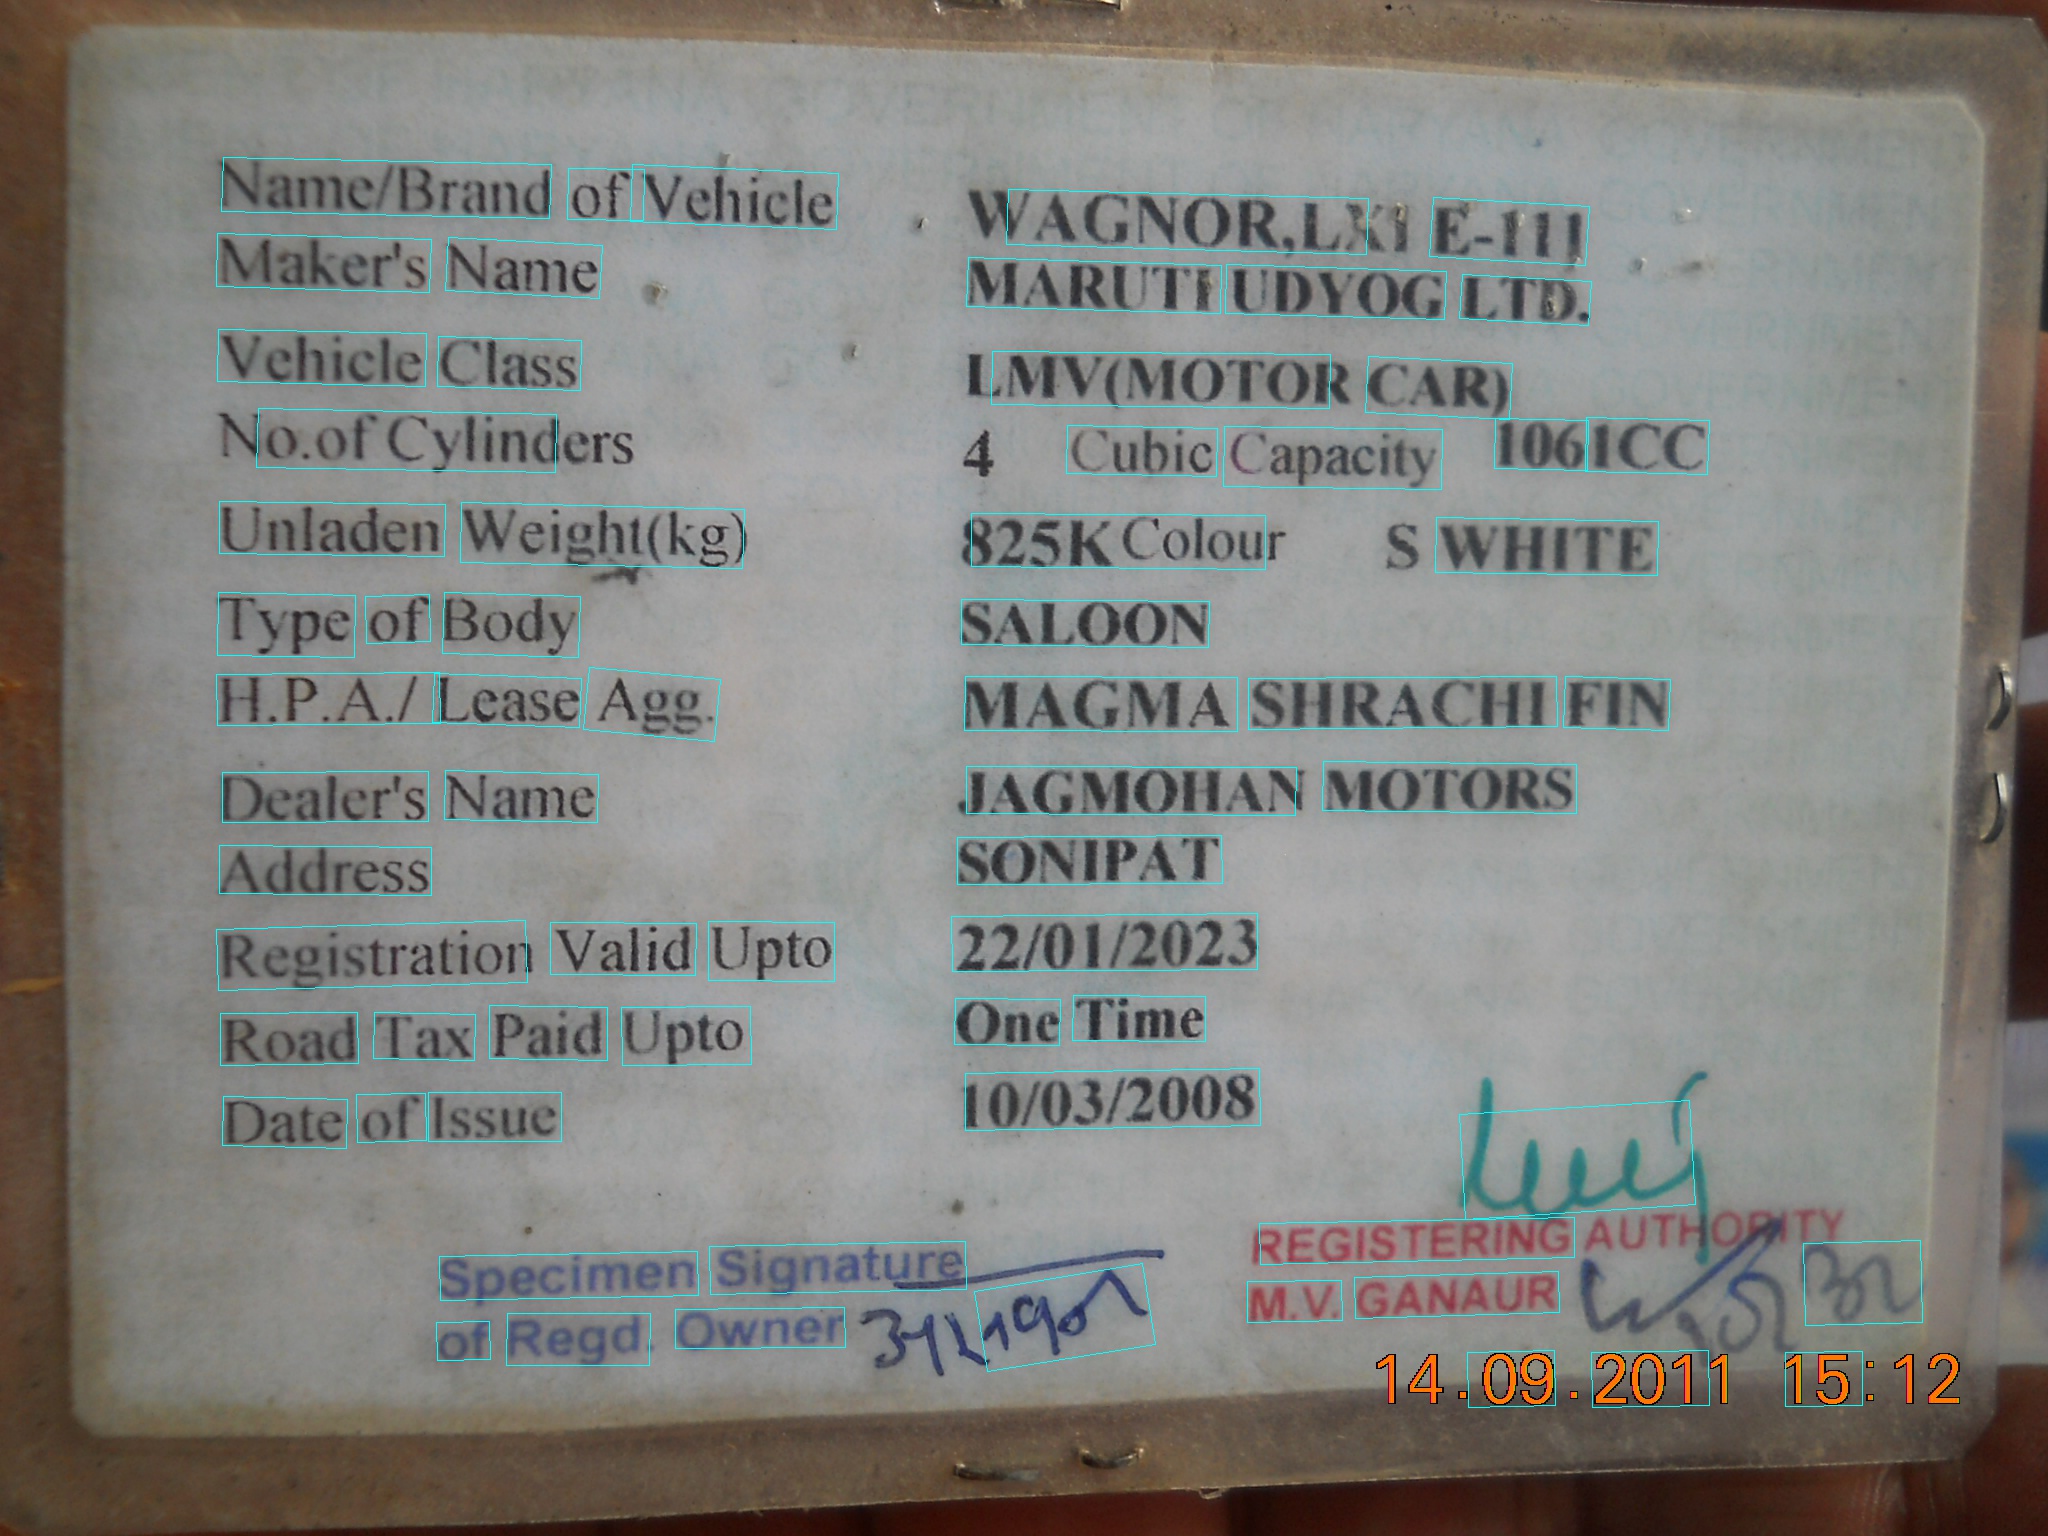 Name/Brand of Vehicle WAGNOR,LXI E-111
Maker's Name MARUTI UDYOG LTD.
Vehicle Class LMV(MOTOR CAR)
No.of Cylinders 4 Cubic Capacity 1061CC
Unladen Weight(kg) 825K Colour S WHITE
Type of Body SALOON
H.P.A./ Lease Agg. MAGMA SHRACHI FIN
Dealer's Name JAGMOHAN MOTORS
Address SONIPAT
Registration Valid Upto 22/01/2023
Road Tax Paid Upto One Time
Date of Issue 10/03/2008
Specimen Signature
of Regd. Owner
REGISTERING AUTHORITY
M.V. GANAUR
14.09.2011 15:12